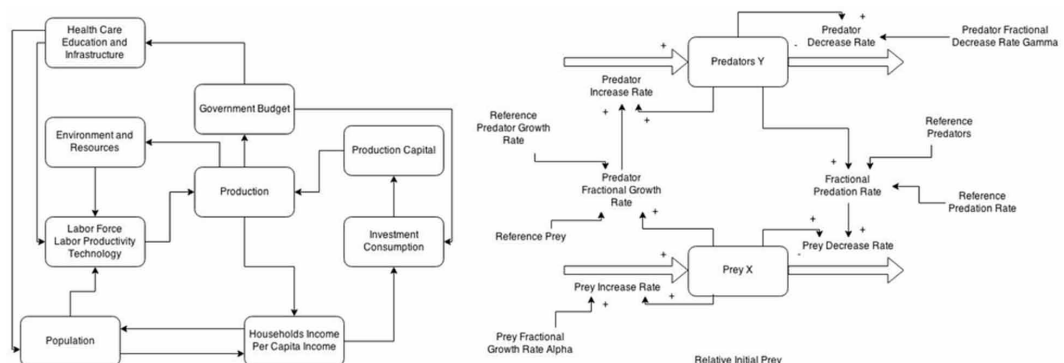 Health Care
Education and
Infrastructure
Government Budget
Environment and
Resources
Production Capital
Production
Labor Force
Labor Productivity
Technology
Investment
Consumption
Population
Households Income
Per Capita Income
+
Predator
Decrease Rate
Predator Fractional
Decrease Rate Gamma
+
Predators Y
-
Predator
Increase Rate
+
+
Reference
Predator Growth
Rate
Reference
Predators
+
Predator
Fractional Growth
Rate
Fractional
Predation Rate
Reference
Predation Rate
Reference Prey
+
+
+
Prey Decrease Rate
+
Prey X
-
Prey Increase Rate
+
+
Prey Fractional
Growth Rate Alpha
Relative Initial Prey